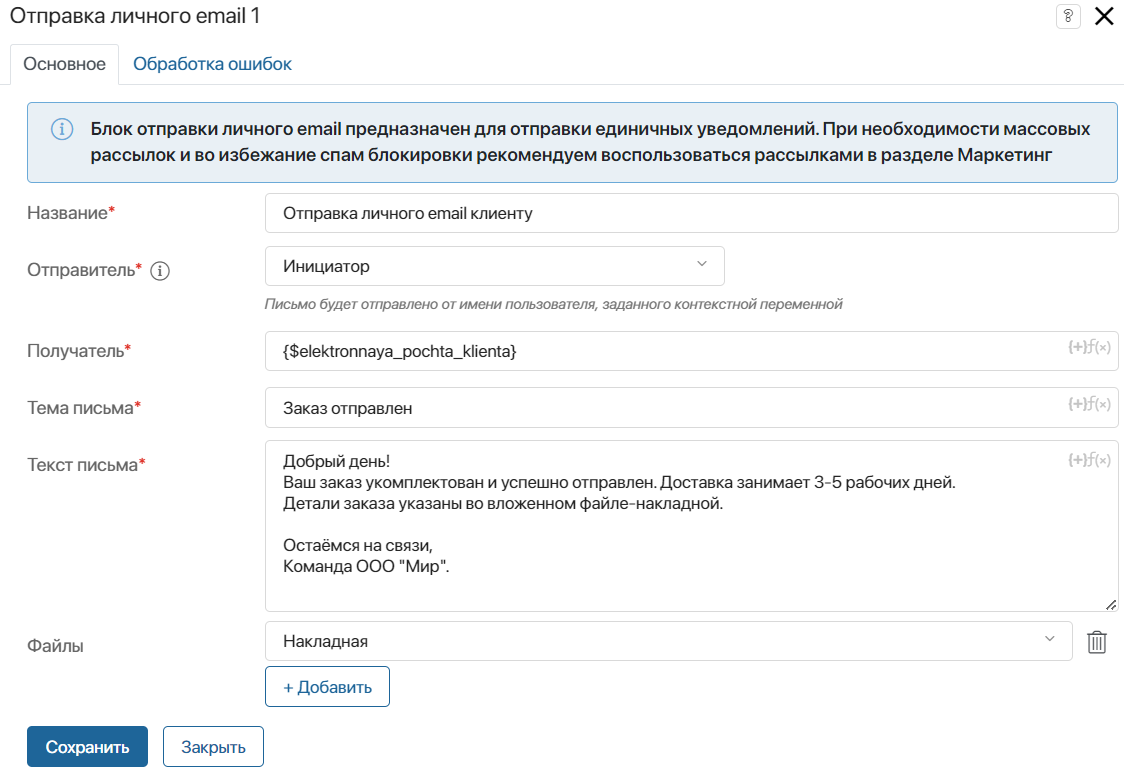 Отправка личного email 1
?
Основное
Обработка ошибок
Блок отправки личного email предназначен для отправки единичных уведомлений. При необходимости массовых
рассылок и во избежание спам блокировки рекомендуем воспользоваться рассылками в разделе Маркетинг
Название*
Отправка личного email клиенту
Отправитель* i
Инициатор
Письмо будет отправлено от имени пользователя, заданного контекстной переменной
Получатель*
{$elektronnaya_pochta_klienta}
{+}f(×)
Тема письма*
Заказ отправлен
{+}f(×)
Текст письма*
{+}f(×)
Добрый день!
Ваш заказ укомплектован и успешно отправлен. Доставка занимает 3-5 рабочих дней.
Детали заказа указаны во вложенном файле-накладной.
Остаёмся на связи,
Команда ООО "Мир".
Файлы
Накладная
+ Добавить
Сохранить
Закрыть